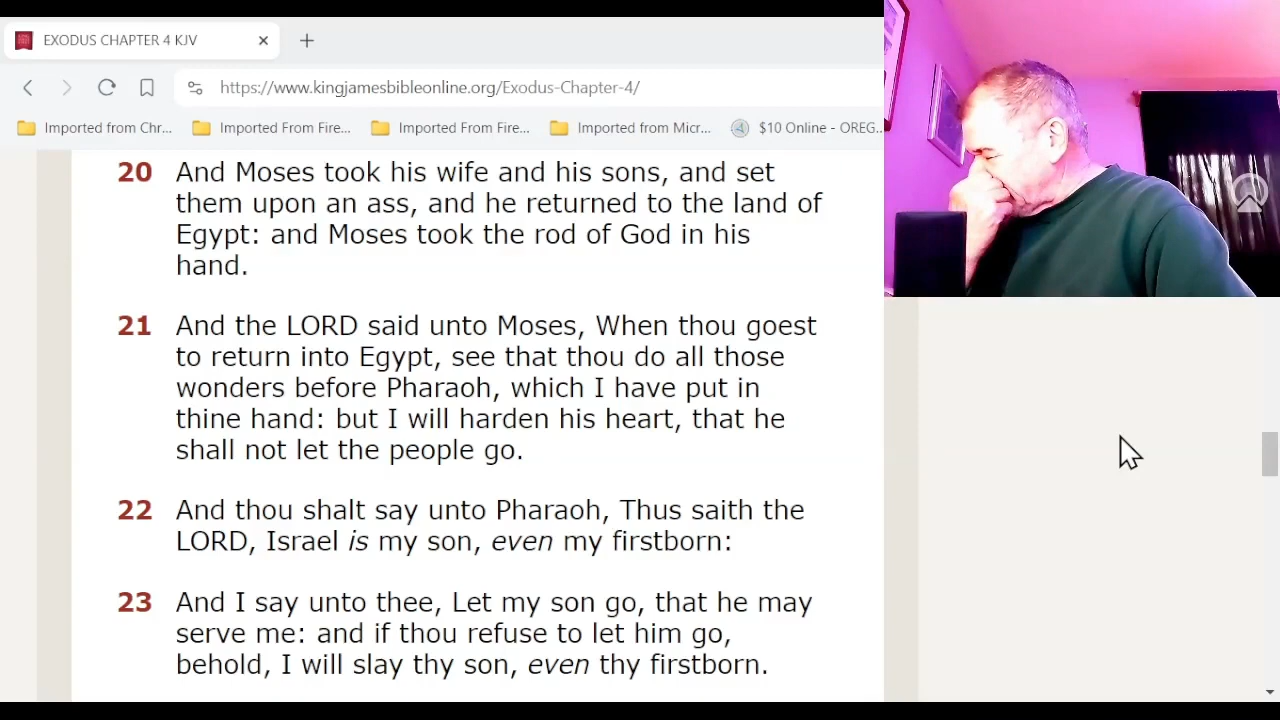 EXODUS CHAPTER 4 KJV
https://www.kingjamesbibleonline.org/Exodus-Chapter-4/
Imported from Chr... Imported From Fire... Imported From Fire... Imported from Micr... $10 Online - OREG...
20 And Moses took his wife and his sons, and set
them upon an ass, and he returned to the land of
Egypt: and Moses took the rod of God in his
hand.
21 And the LORD said unto Moses, When thou goest
to return into Egypt, see that thou do all those
wonders before Pharaoh, which I have put in
thine hand: but I will harden his heart, that he
shall not let the people go.
22 And thou shalt say unto Pharaoh, Thus saith the
LORD, Israel is my son, even my firstborn:
23 And I say unto thee, Let my son go, that he may
serve me: and if thou refuse to let him go,
behold, I will slay thy son, even thy firstborn.